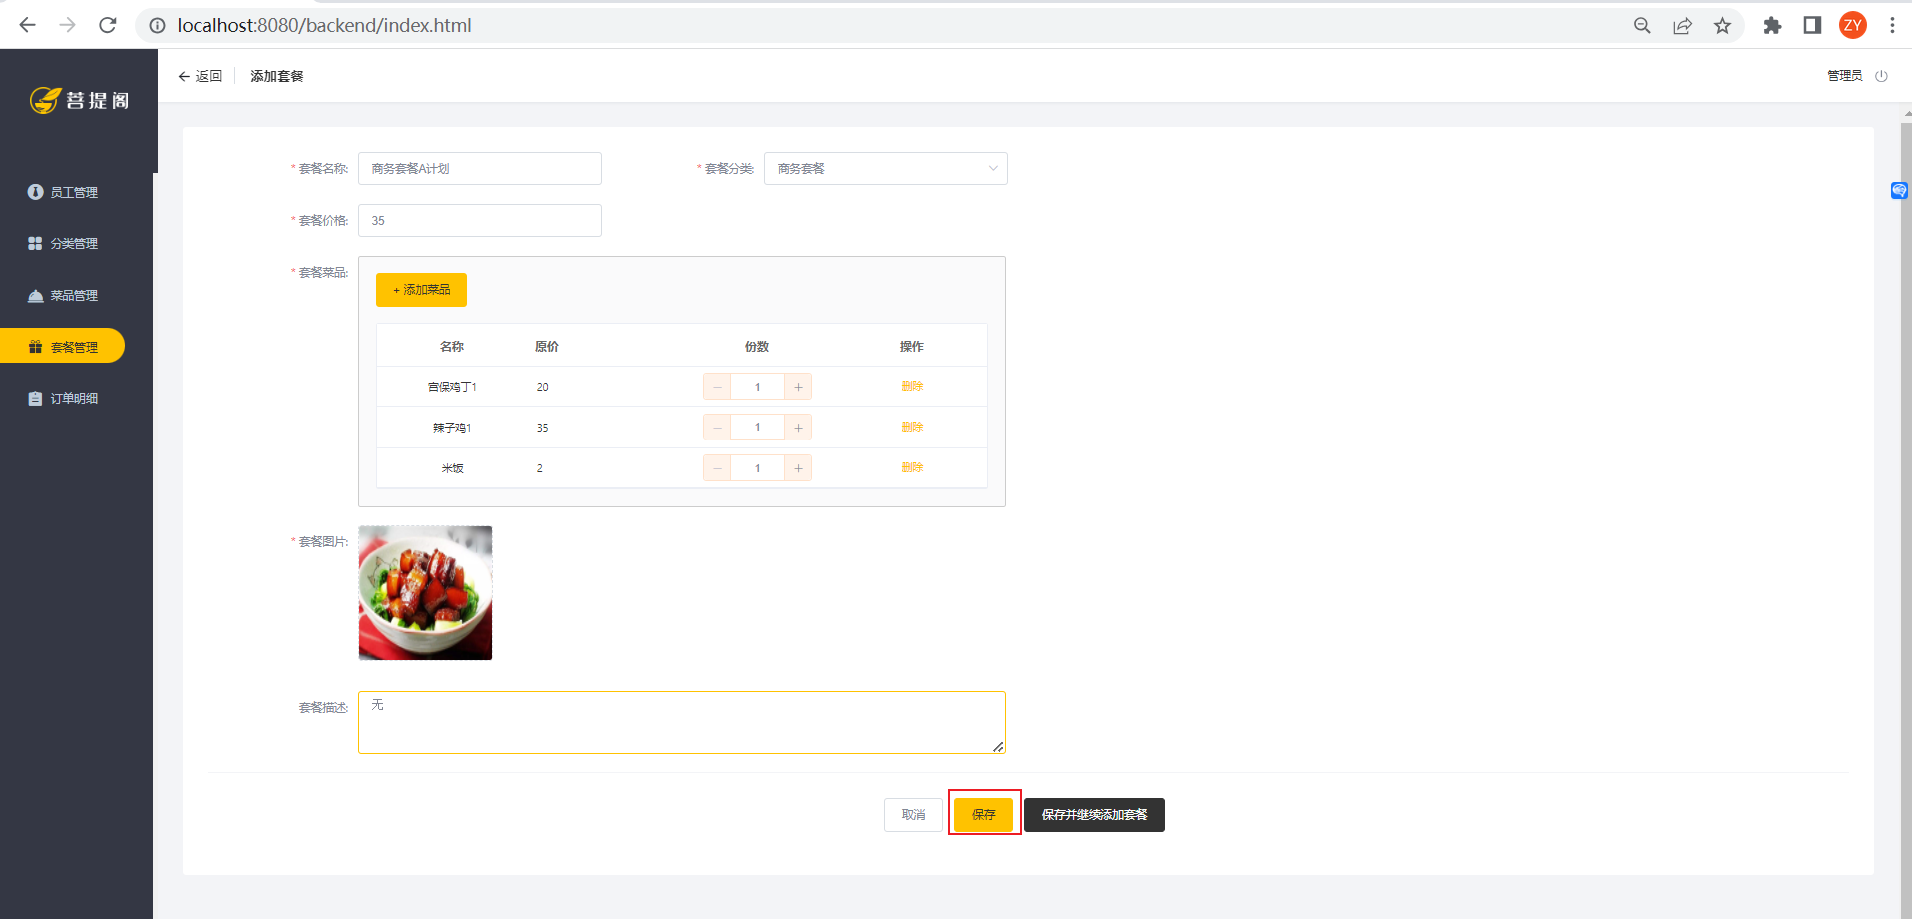 localhost:8080/backend/index.html
ZY
菩提阁
返回
添加套餐
管理员
员工管理
分类管理
菜品管理
套餐管理
订单明细
* 套餐名称:
商务套餐A计划
* 套餐分类:
商务套餐
* 套餐价格:
35
* 套餐菜品:
+ 添加菜品
名称 原价 份数 操作
宫保鸡丁1 20 − 1 + 删除
辣子鸡1 35 − 1 + 删除
米饭 2 − 1 + 删除
* 套餐图片:
套餐描述:
无
取消
保存
保存并继续添加套餐